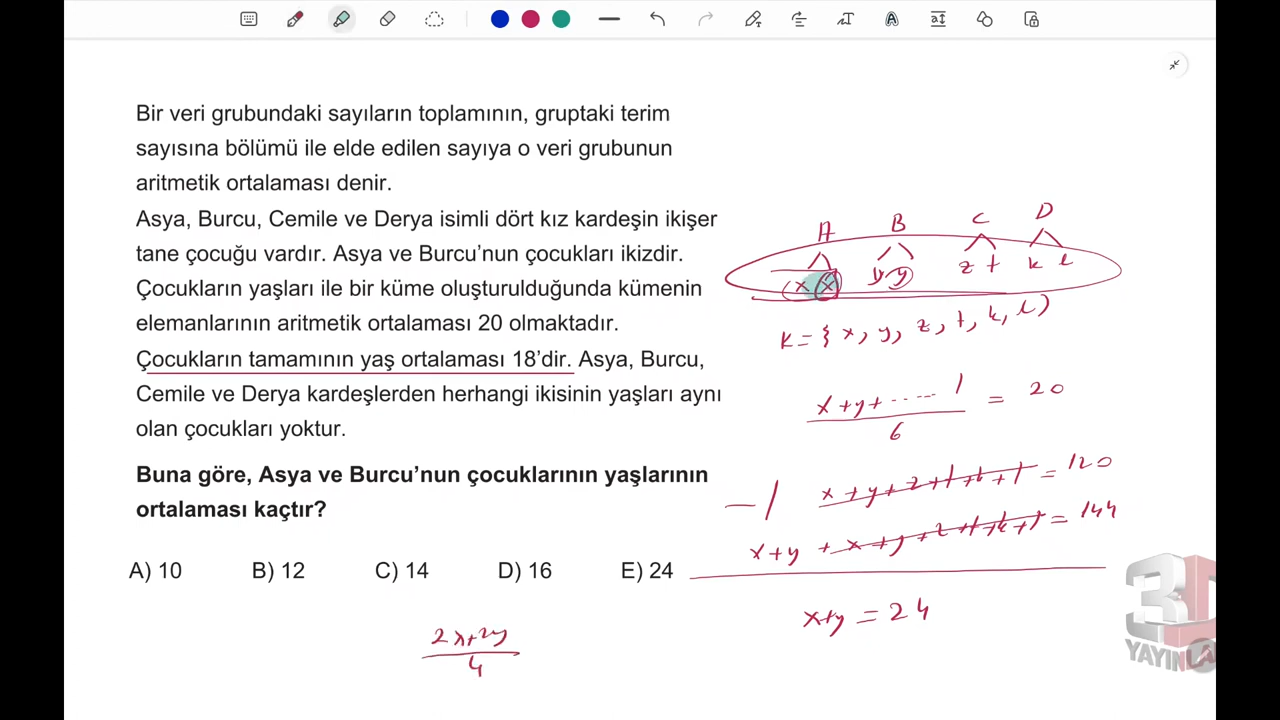 Bir veri grubundaki sayıların toplamının, gruptaki terim
sayısına bölümü ile elde edilen sayıya o veri grubunun
aritmetik ortalaması denir.
Asya, Burcu, Cemile ve Derya isimli dört kız kardeşin ikişer
tane çocuğu vardır. Asya ve Burcu’nun çocukları ikizdir.
Çocukların yaşları ile bir küme oluşturulduğunda kümenin
elemanlarının aritmetik ortalaması 20 olmaktadır.
Çocukların tamamının yaş ortalaması 18’dir. Asya, Burcu,
Cemile ve Derya kardeşlerden herhangi ikisinin yaşları aynı
olan çocukları yoktur.
Buna göre, Asya ve Burcu’nun çocuklarının yaşlarının
ortalaması kaçtır?
A) 10 B) 12 C) 14 D) 16 E) 24
2x+2y
4
A B C D
x x y y z t k l
K = { x, y, z, t, k, l }
x+y+ ...... l = 20
6
x+y+z+t+k+l = 120
x+y + x+y+z+t+k+l = 144
x+y = 24
3D
YAYINLA